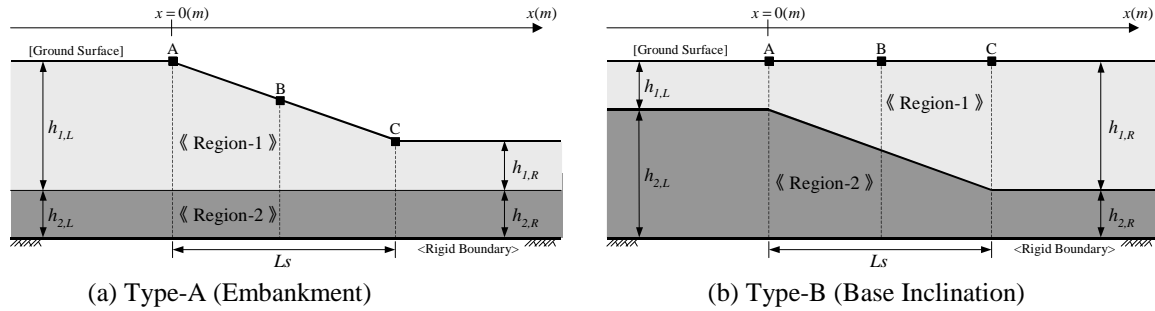 x=0(m)
x(m)
[Ground Surface]
A
B
C
h1,L
《 Region-1 》
h1,R
h2,L
《 Region-2 》
h2,R
<Rigid Boundary>
Ls
(a) Type-A (Embankment)
x=0(m)
x(m)
[Ground Surface]
A
B
C
h1,L
《 Region-1 》
h1,R
h2,L
《 Region-2 》
h2,R
<Rigid Boundary>
Ls
(b) Type-B (Base Inclination)